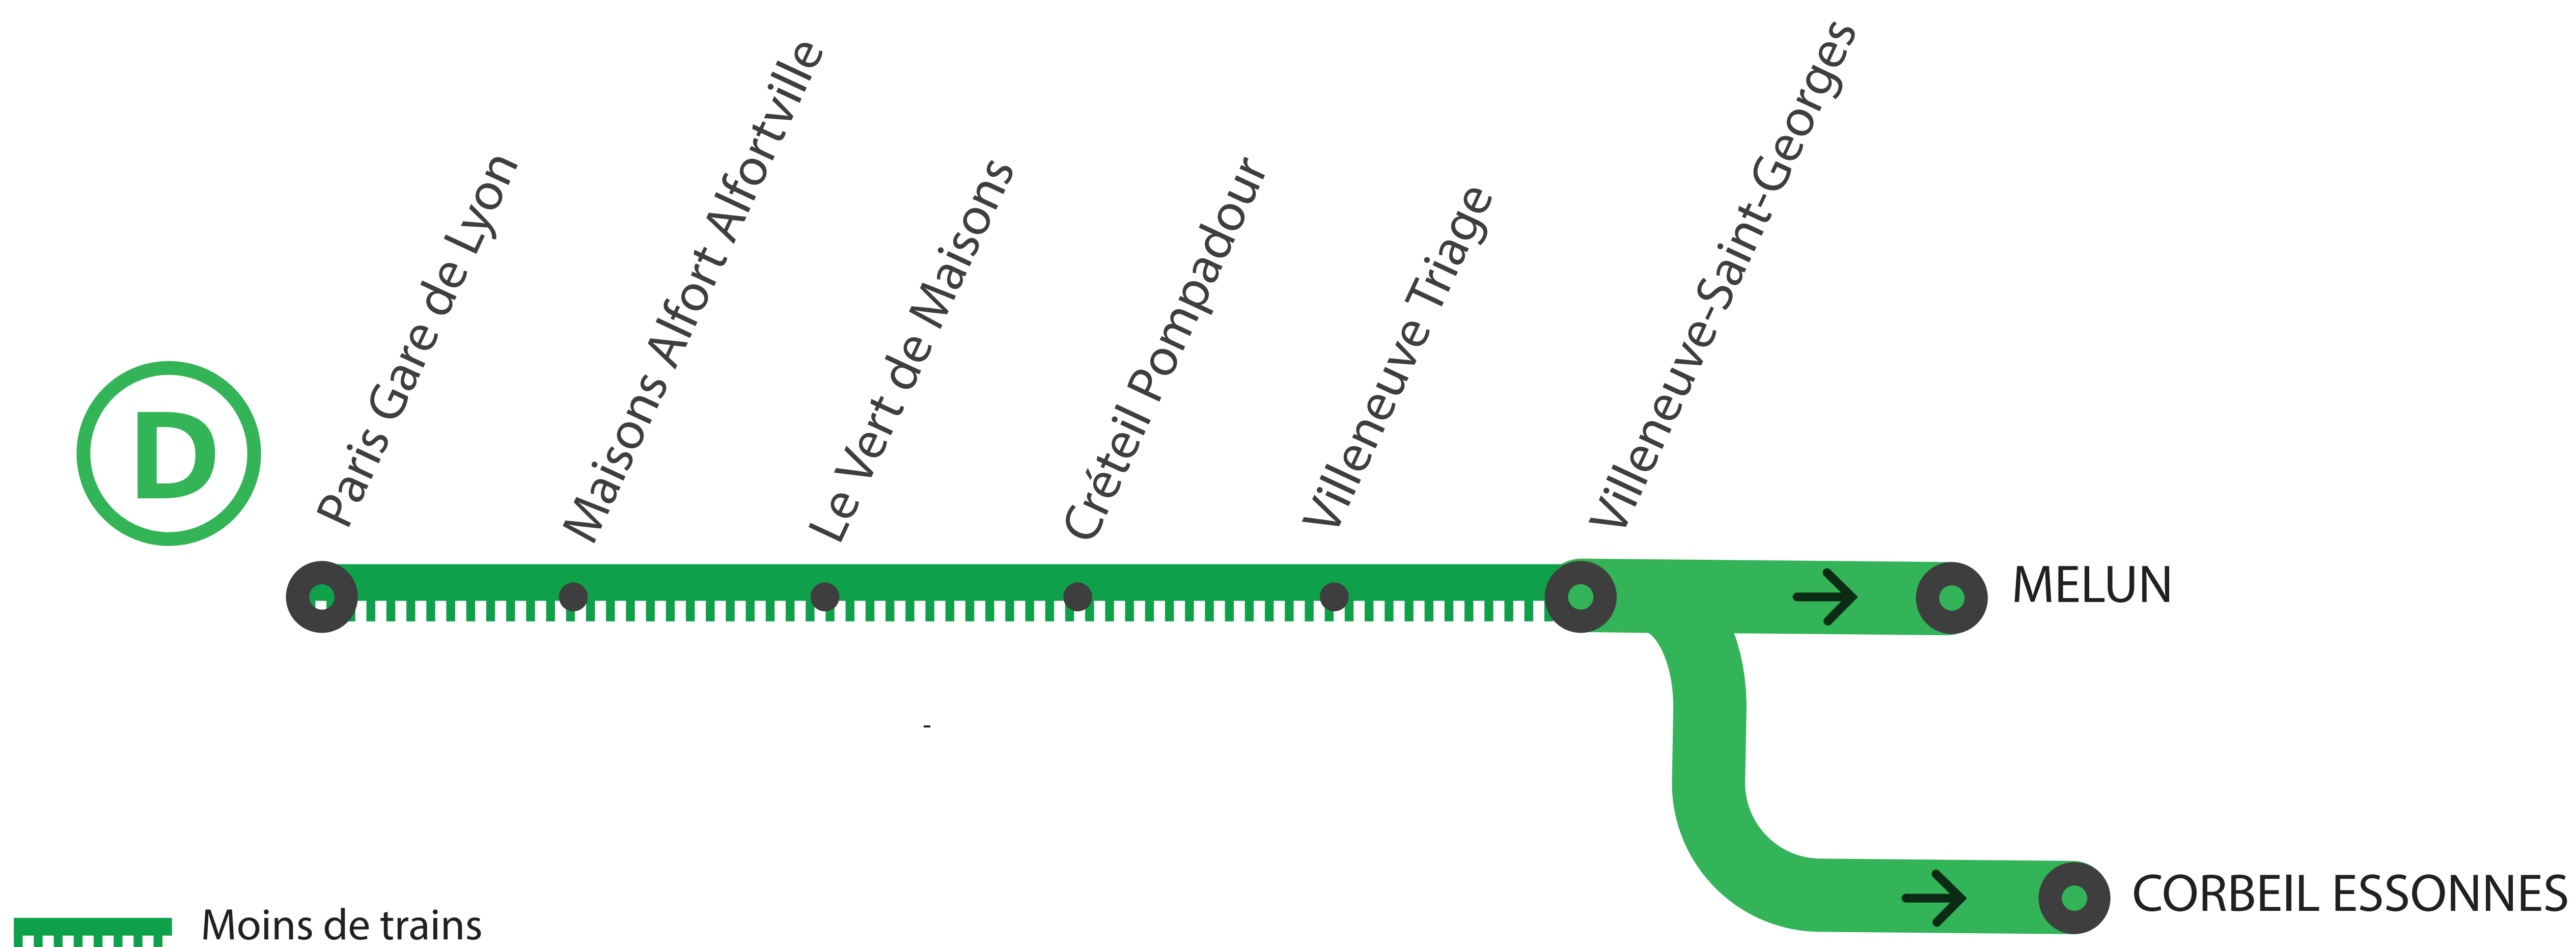 D
Paris Gare de Lyon
Maisons Alfort Alfortville
Le Vert de Maisons
Créteil Pompadour
Villeneuve Triage
Villeneuve-Saint-Georges
MELUN
-
CORBEIL ESSONNES
Moins de trains